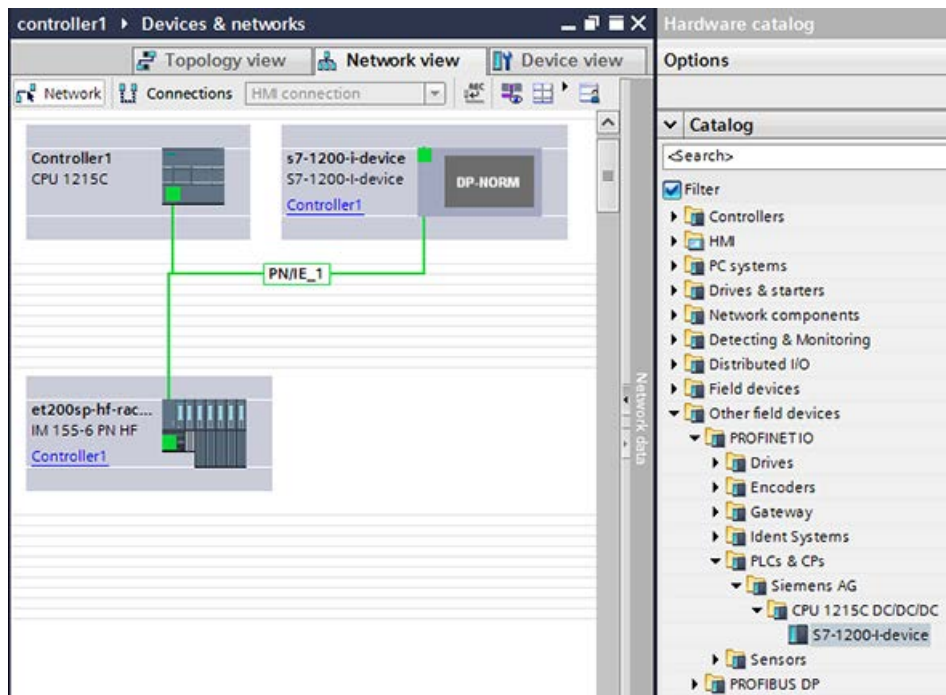 controller1 ▸ Devices & networks
Topology view
Network view
Device view
Network
Connections
HMI connection
Controller1
CPU 1215C
s7-1200-i-device
S7-1200-I-device
Controller1
DP-NORM
PN/IE_1
et200sp-hf-rac...
IM 155-6 PN HF
Controller1
Network data
Hardware catalog
Options
Catalog
<Search>
Filter
Controllers
HMI
PC systems
Drives & starters
Network components
Detecting & Monitoring
Distributed I/O
Field devices
Other field devices
PROFINET IO
Drives
Encoders
Gateway
Ident Systems
PLCs & CPs
Siemens AG
CPU 1215C DC/DC/DC
S7-1200-I-device
Sensors
PROFIBUS DP